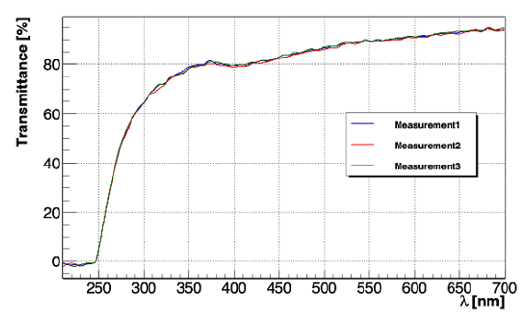 Transmittance [%]
80
60
40
20
0
Measurement1
Measurement2
Measurement3
250 300 350 400 450 500 550 600 650 700
λ [nm]